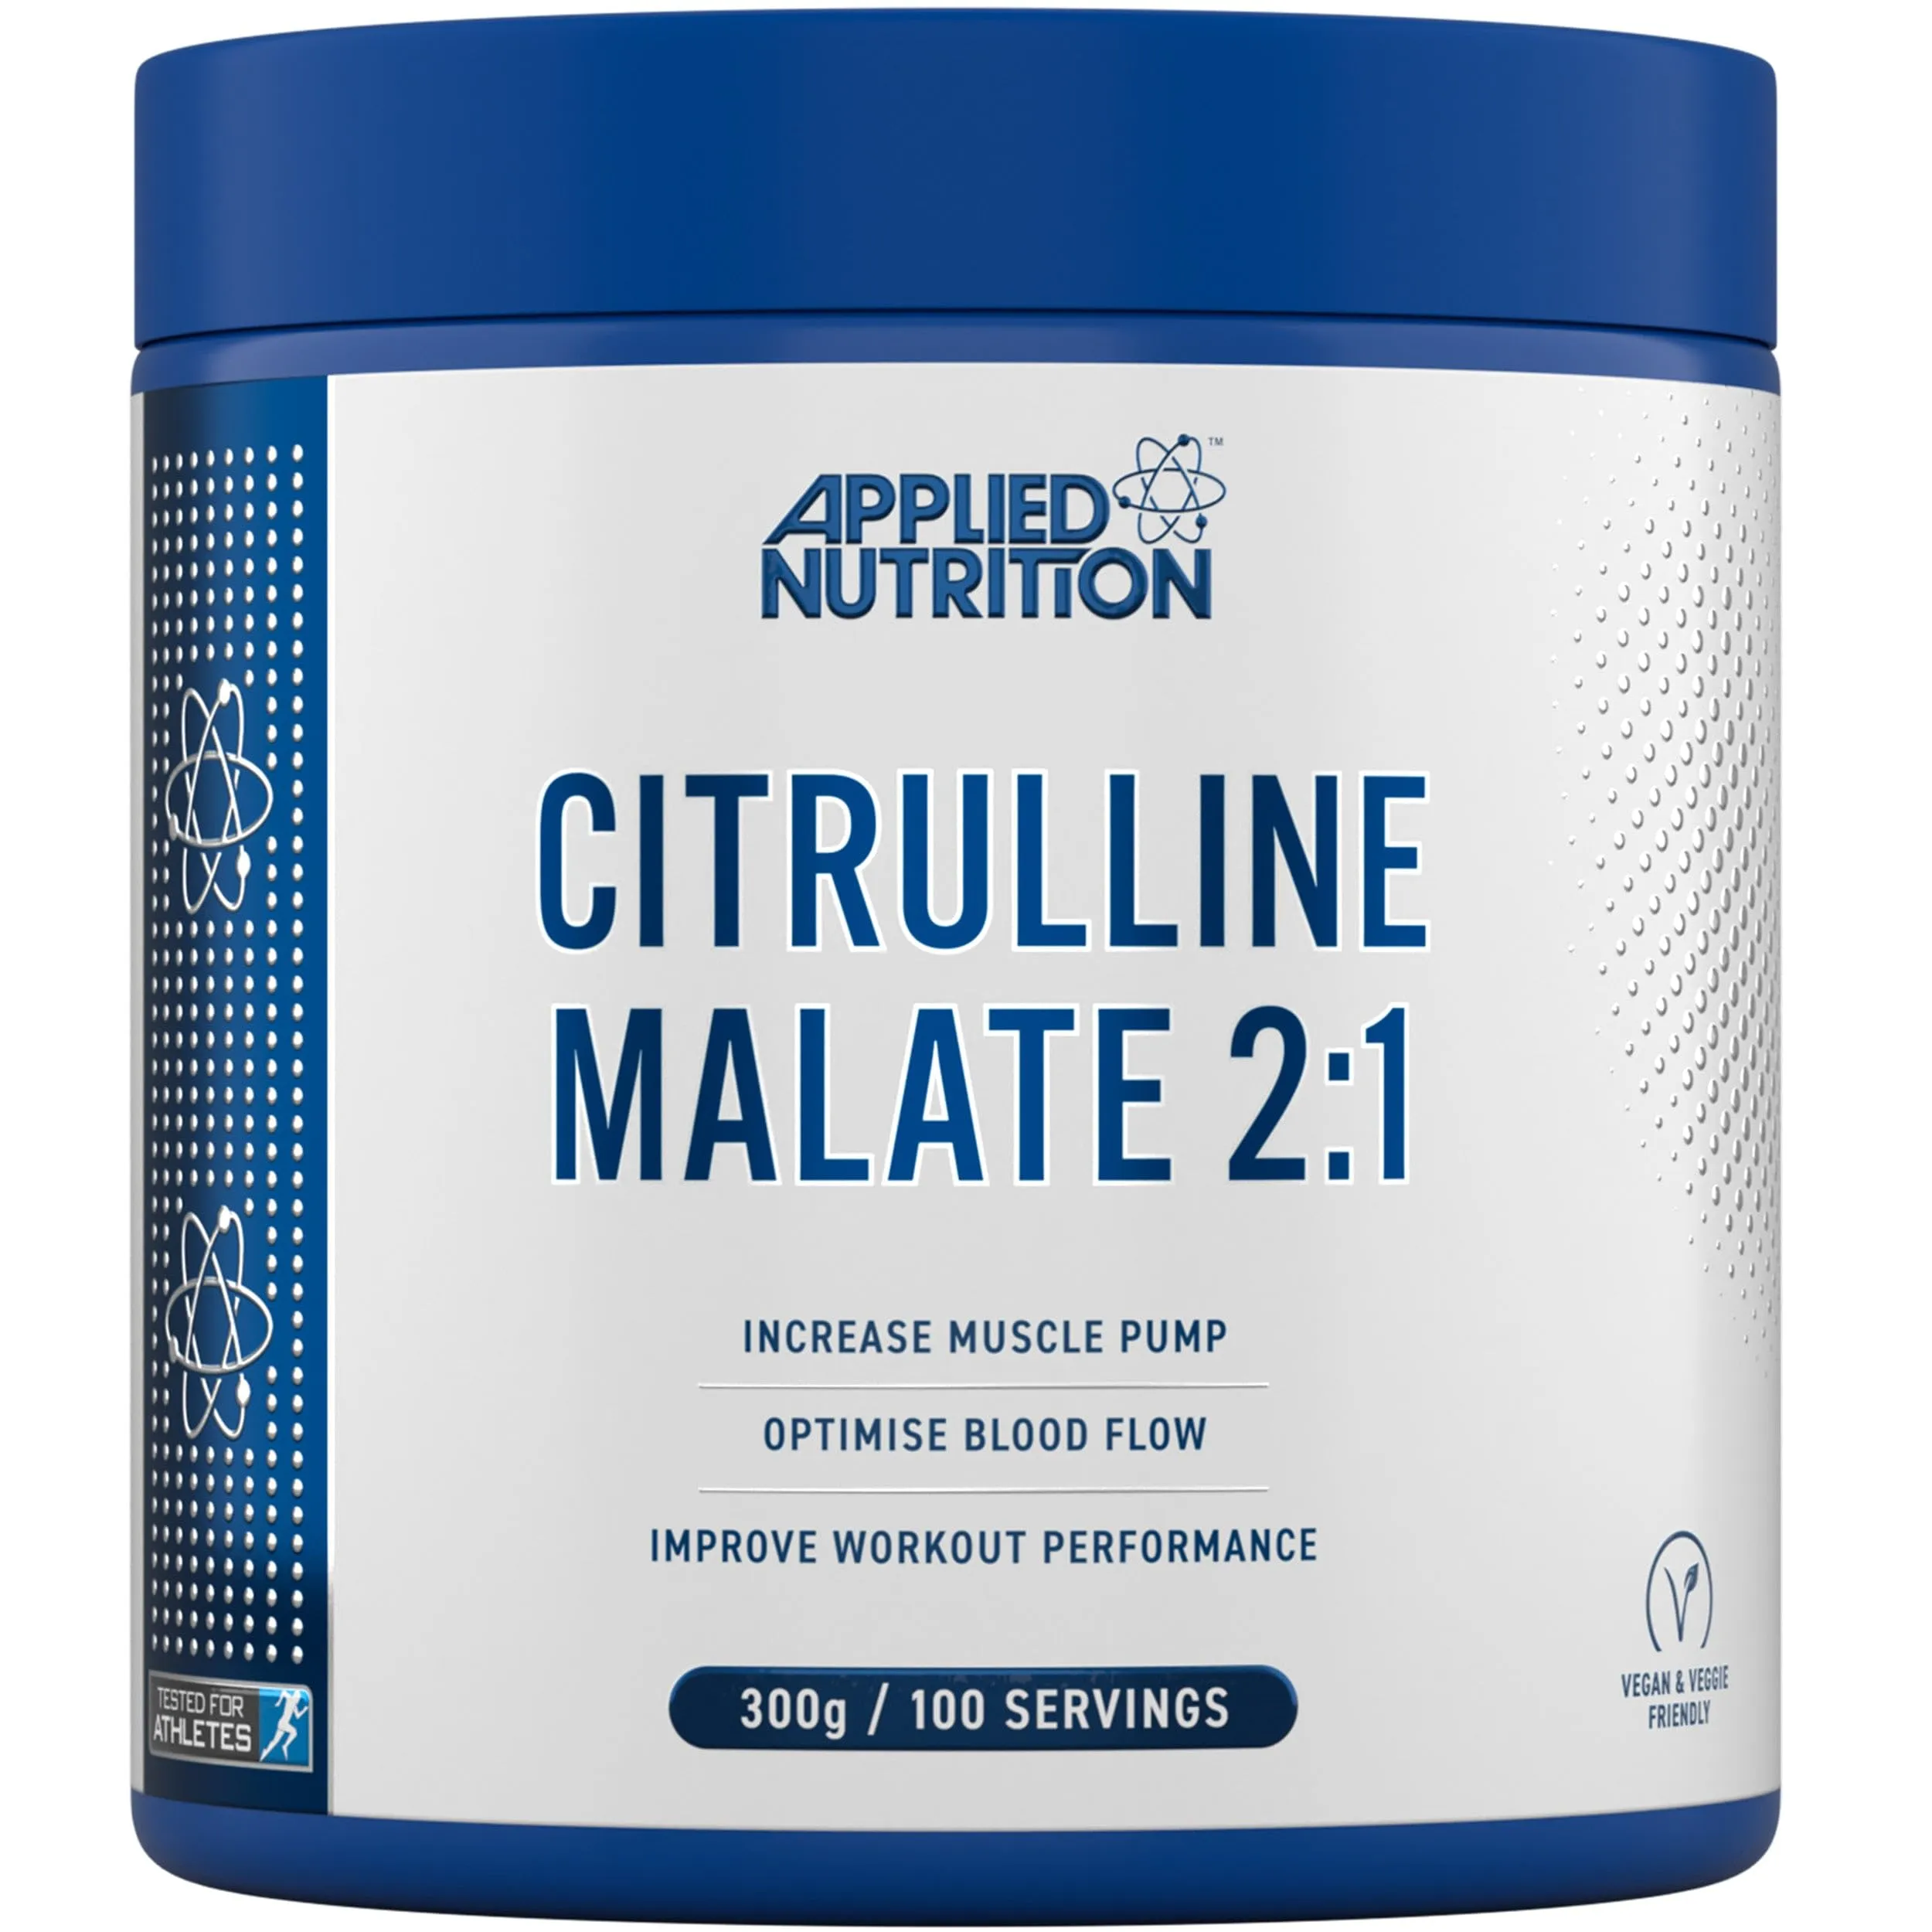 APPLIED
NUTRITION
TM
CITRULLINE
MALATE 2:1
INCREASE MUSCLE PUMP
OPTIMISE BLOOD FLOW
IMPROVE WORKOUT PERFORMANCE
300g / 100 SERVINGS
TESTED FOR
ATHLETES
VEGAN & VEGGIE
FRIENDLY